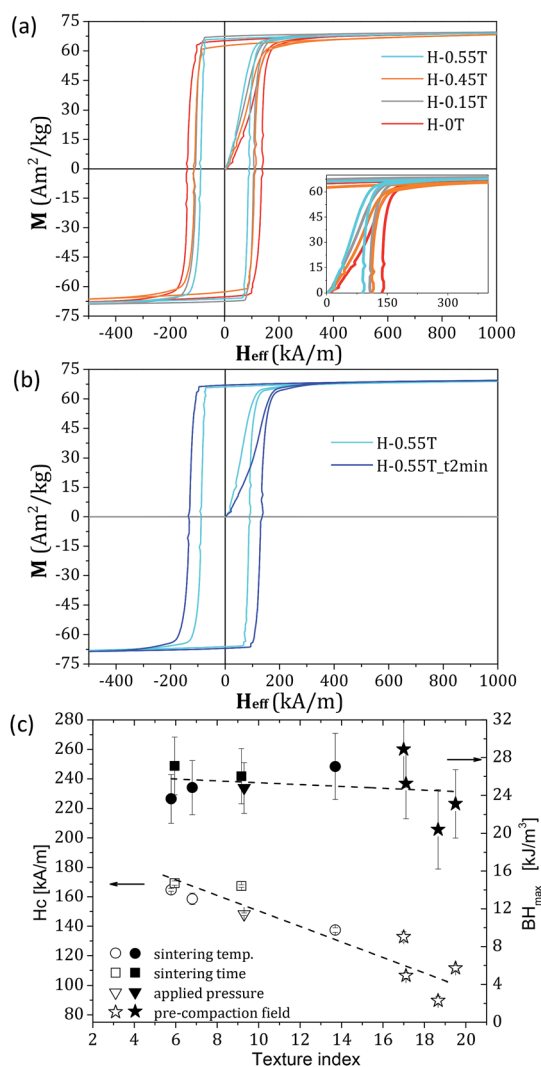 (a)
75
60
45
30
15
0
-15
-30
-45
-60
-75
M (Am²/kg)
H-0.55T
H-0.45T
H-0.15T
H-0T
60
45
30
15
0
0 150 300
-400 -200 0 200 400 600 800 1000
Heff (kA/m)
(b)
75
60
45
30
15
0
-15
-30
-45
-60
-75
M (Am²/kg)
H-0.55T
H-0.55T_t2min
-400 -200 0 200 400 600 800 1000
Heff (kA/m)
(c)
280
260
240
220
200
180
160
140
120
100
80
Hc [kA/m]
32
28
24
20
16
12
8
4
0
BHmax [kJ/m³]
sintering temp.
sintering time
applied pressure
pre-compaction field
2 4 6 8 10 12 14 16 18 20
Texture index